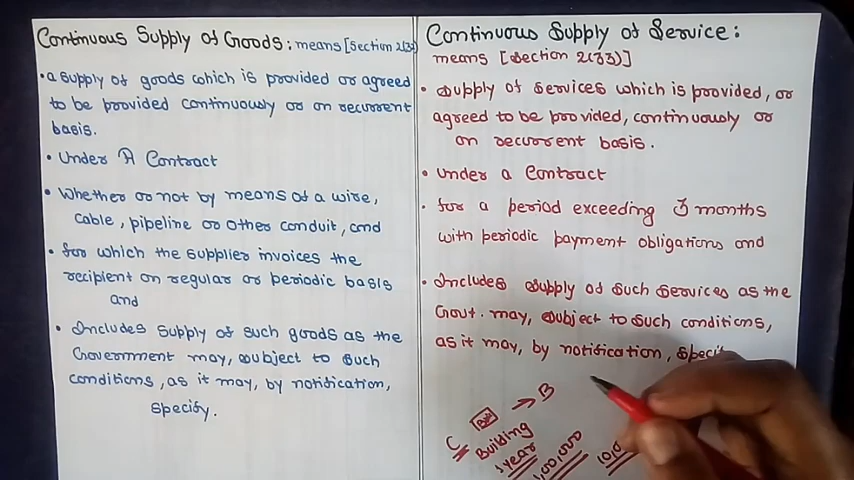 Continuous Supply of Goods: means [Section 2(32)
• a supply of goods which is provided or agreed
to be provided continuously or on recurrent
basis.
• Under A Contract
• Whether or not by means of a wire,
cable, pipeline or other conduit, and
• for which the supplier invoices the
recipient on regular or periodic basis
and
• Includes supply of such goods as the
Government may, subject to such
conditions, as it may, by notification,
specify.
Continuous Supply of Service:
means [Section 2(33)]
• Supply of services which is provided, or
agreed to be provided, continuously or
on recurrent basis.
• Under a Contract
• for a period exceeding 3 months
with periodic payment obligations and
• Includes supply of such services as the
Govt. may, subject to such conditions,
as it may, by notification,
C → B
Building
1 year
1,00,000